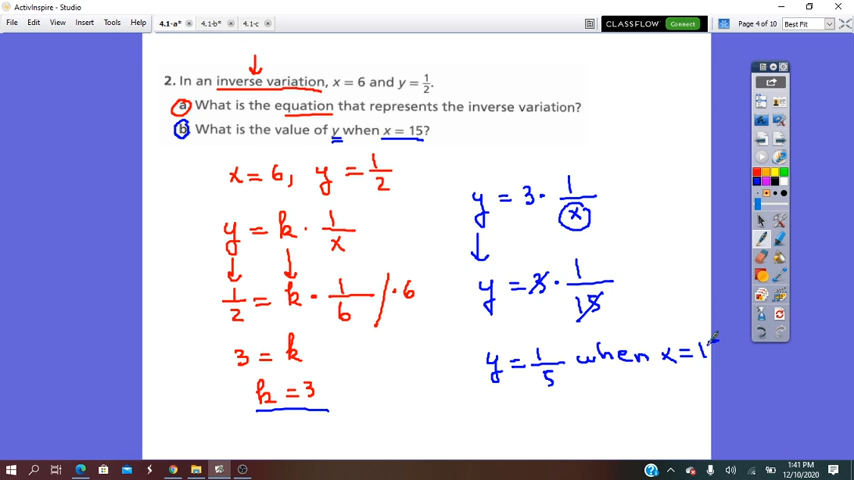 ActivInspire - Studio
File Edit View Insert Tools Help
4.1-a* 4.1-b* 4.1-c
CLASSFLOW Connect
Page 4 of 10 Best Fit
2. In an inverse variation, x = 6 and y = 1/2.
a. What is the equation that represents the inverse variation?
b. What is the value of y when x = 15?
x = 6, y = 1/2
y = k · 1/x
1/2 = k · 1/6 / · 6
3 = k
k = 3
y = 3 · 1/x
y = 3 · 1/15
y = 1/5 when x = 15
1:41 PM
12/10/2020